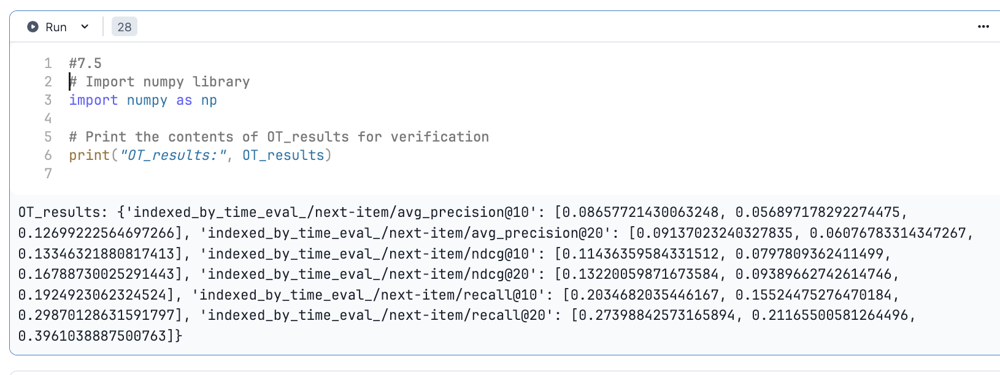 Run 28
1 #7.5
2 # Import numpy library
3 import numpy as np
4
5 # Print the contents of OT_results for verification
6 print("OT_results:", OT_results)
7
OT_results: {'indexed_by_time_eval_/next-item/avg_precision@10': [0.08657721430063248, 0.056897178292274475,
0.12699222564697266], 'indexed_by_time_eval_/next-item/avg_precision@20': [0.09137023240327835, 0.06076783314347267,
0.13346321880817413], 'indexed_by_time_eval_/next-item/ndcg@10': [0.11436359584331512, 0.0797809362411499,
0.16788730025291443], 'indexed_by_time_eval_/next-item/ndcg@20': [0.13220059871673584, 0.09389662742614746,
0.1924923062324524], 'indexed_by_time_eval_/next-item/recall@10': [0.2034682035446167, 0.15524475276470184,
0.29870128631591797], 'indexed_by_time_eval_/next-item/recall@20': [0.27398842573165894, 0.21165500581264496,
0.3961038887500763]}